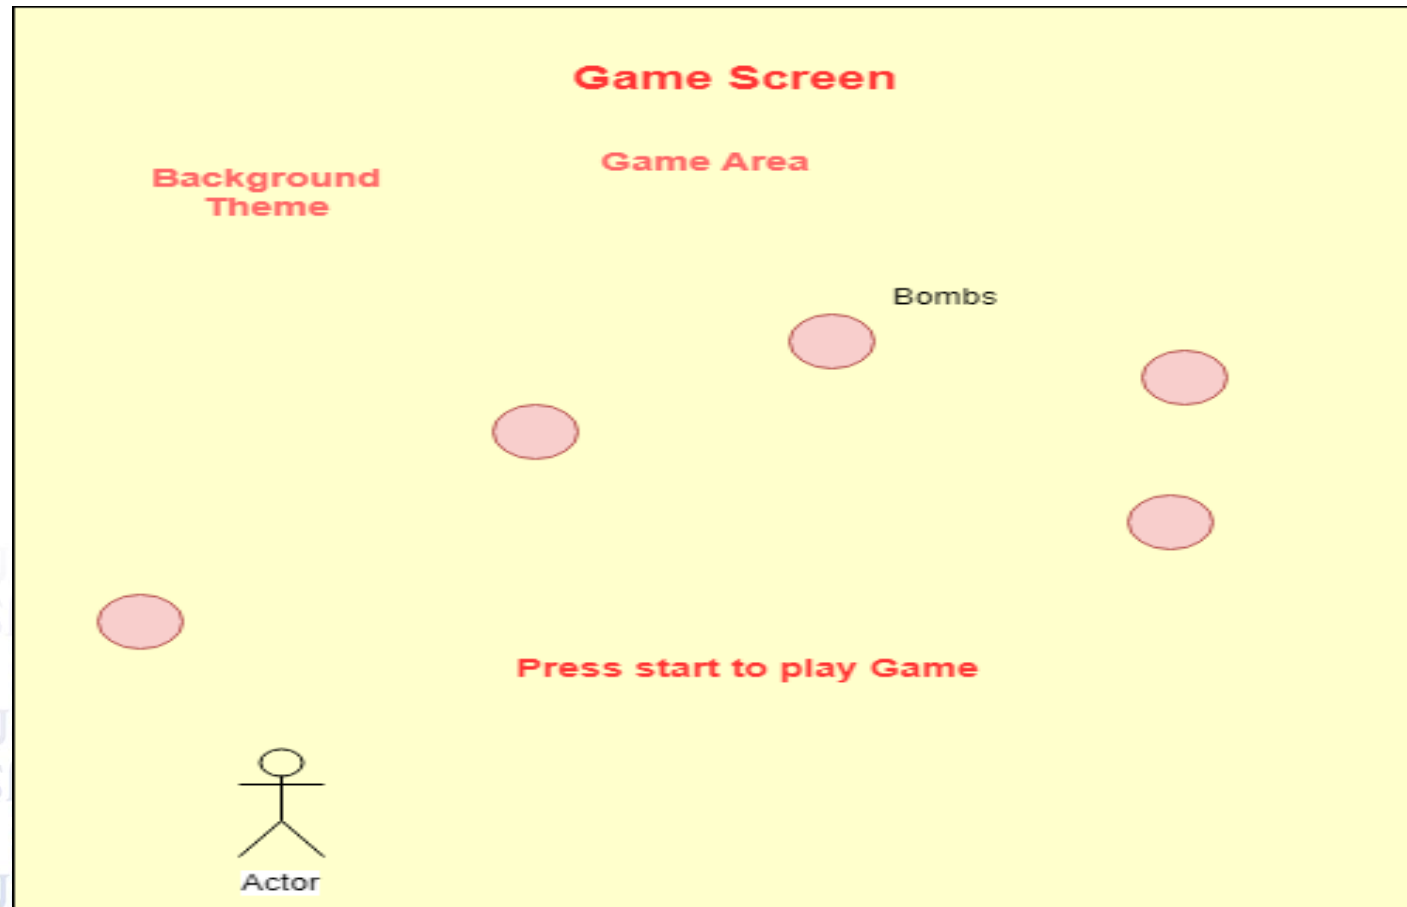 Game Screen
Game Area
Background
Theme
Bombs
Press start to play Game
Actor